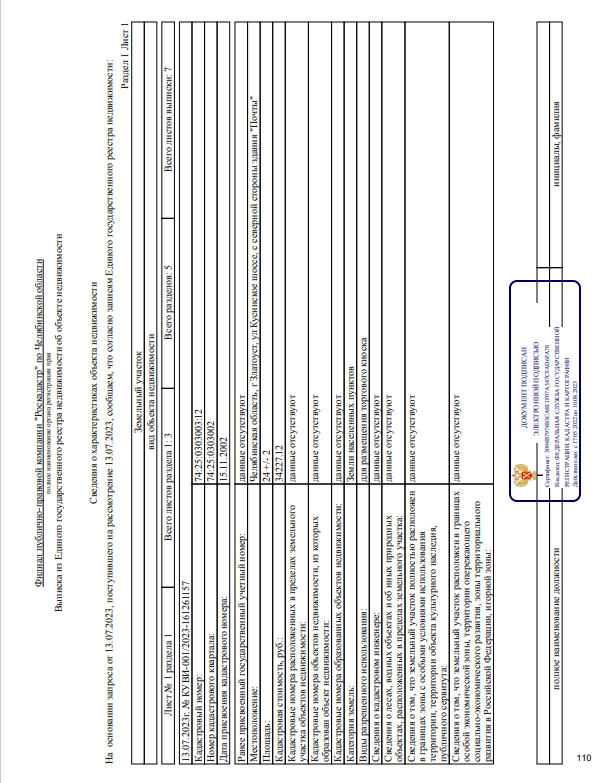 Филиал публично-правовой компании "Роскадастр" по Челябинской области
полное наименование органа регистрации прав
Выписка из Единого государственного реестра недвижимости об объекте недвижимости
Сведения о характеристиках объекта недвижимости
На основании запроса от 13.07.2023, поступившего на рассмотрение 13.07.2023, сообщаем, что согласно записям Единого государственного реестра недвижимости:
Раздел 1 Лист 1
Земельный участок
вид объекта недвижимости
Лист № 1 раздела 1 Всего листов раздела 1: 3 Всего разделов: 5 Всего листов выписки: 7
13.07.2023г. № КУВИ-001/2023-161261157
Кадастровый номер: 74:25:0303003:12
Номер кадастрового квартала: 74:25:0303002
Дата присвоения кадастрового номера: 15.11.2002
Ранее присвоенный государственный учетный номер: данные отсутствуют
Местоположение: Челябинская область, г Златоуст, ул Кусинское шоссе, с северной стороны здания "Почты"
Площадь: 24 +/- 2
Кадастровая стоимость, руб.: 34227.12
Кадастровые номера расположенных в пределах земельного данные отсутствуют
участка объектов недвижимости:
Кадастровые номера объектов недвижимости, из которых данные отсутствуют
образован объект недвижимости:
Кадастровые номера образованных объектов недвижимости: данные отсутствуют
Категория земель: Земли населенных пунктов
Виды разрешенного использования: для размещения торгового киоска
Сведения о кадастровом инженере: данные отсутствуют
Сведения о лесах, водных объектах и об иных природных данные отсутствуют
объектах, расположенных в пределах земельного участка:
Сведения о том, что земельный участок полностью расположен данные отсутствуют
в границах зоны с особыми условиями использования
территории, территории объекта культурного наследия,
публичного сервитута:
Сведения о том, что земельный участок расположен в границах данные отсутствуют
особой экономической зоны, территории опережающего
социально-экономического развития, зоны территориального
развития в Российской Федерации, игорной зоны:
ДОКУМЕНТ ПОДПИСАН
ЭЛЕКТРОННОЙ ПОДПИСЬЮ
Владелец: ФЕДЕРАЛЬНАЯ СЛУЖБА ГОСУДАРСТВЕННОЙ
РЕГИСТРАЦИИ, КАДАСТРА И КАРТОГРАФИИ
полное наименование должности инициалы, фамилия
110